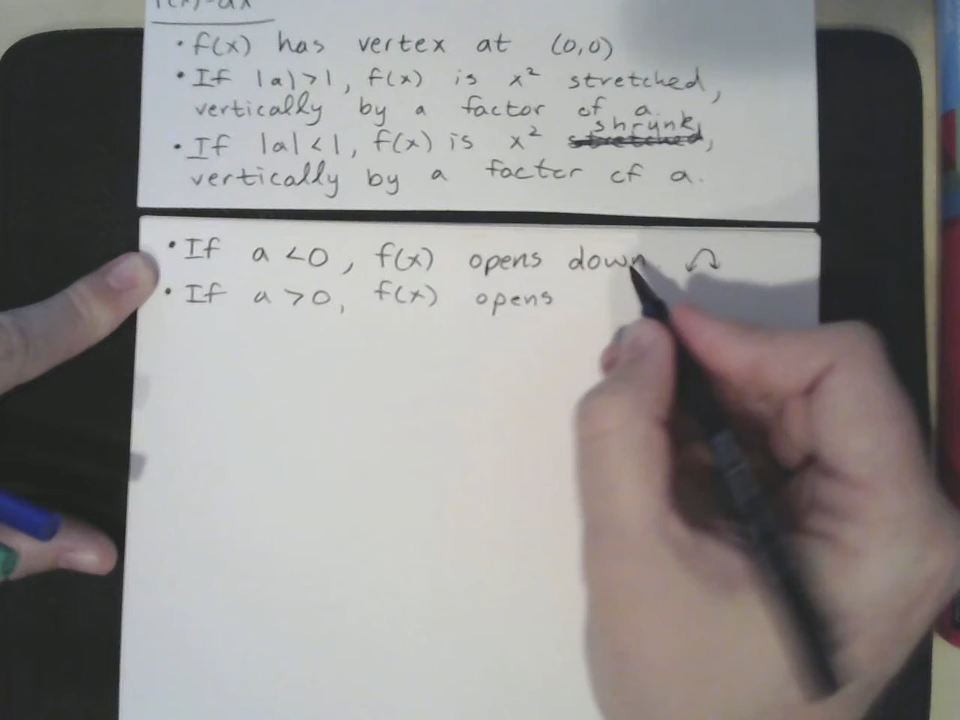 f(x)=ax
• f(x) has vertex at (0,0)
• If |a|>1, f(x) is x² stretched,
vertically by a factor of a.
shrunk
• If |a|<1, f(x) is x² stretched,
vertically by a factor of a.
• If a<0, f(x) opens down
• If a>0, f(x) opens